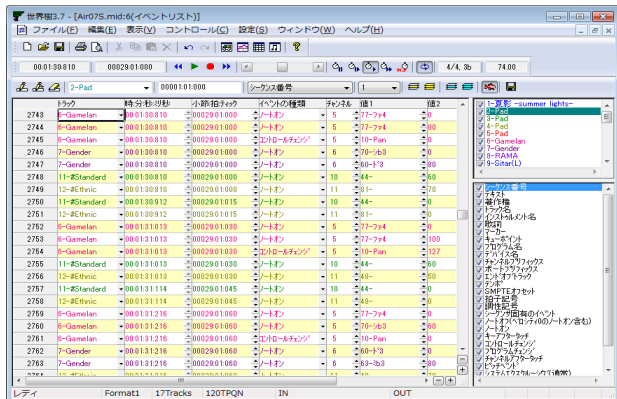 世界樹3.7 - [Air07S.mid:6(イベントリスト)]
ファイル(F) 編集(E) 表示(V) コントロール(C) 設定(S) ウィンドウ(W) ヘルプ(H)
00:01:30:810 00029:01:000 4/4, 3b 74.00
2-Pad 00001:01:000 シーケンス番号 1
トラック 時:分:秒:ミリ秒 小節:拍:ティック イベントの種類 チャンネル 値1 値2
2743 6-Gamelan 00:01:30:810 00029:01:000 ノートオン 5 77-ファ4 0
2744 6-Gamelan 00:01:30:810 00029:01:000 ノートオン 5 77-ファ4 80
2745 6-Gamelan 00:01:30:810 00029:01:000 コントロールチェンジ 5 10-Pan 0
2746 7-Gender 00:01:30:810 00029:01:000 ノートオン 6 70-シb3 0
2747 7-Gender 00:01:30:810 00029:01:000 ノートオン 6 60-ド3 80
2748 11-#Standard 00:01:30:810 00029:01:000 ノートオン 10 44- 60
2749 12-#Ethnic 00:01:30:810 00029:01:000 ノートオン 11 81- 70
2750 11-#Standard 00:01:30:912 00029:01:015 ノートオン 10 44- 0
2751 12-#Ethnic 00:01:30:912 00029:01:015 ノートオン 11 81- 0
2752 6-Gamelan 00:01:31:013 00029:01:030 ノートオン 5 77-ファ4 0
2753 6-Gamelan 00:01:31:013 00029:01:030 ノートオン 5 77-ファ4 100
2754 6-Gamelan 00:01:31:013 00029:01:030 コントロールチェンジ 5 10-Pan 127
2755 11-#Standard 00:01:31:013 00029:01:030 ノートオン 10 44- 60
2756 12-#Ethnic 00:01:31:013 00029:01:030 ノートオン 11 48- 50
2757 11-#Standard 00:01:31:114 00029:01:045 ノートオン 10 44- 0
2758 12-#Ethnic 00:01:31:114 00029:01:045 ノートオン 11 48- 0
2759 6-Gamelan 00:01:31:216 00029:01:060 ノートオン 5 77-ファ4 0
2760 6-Gamelan 00:01:31:216 00029:01:060 ノートオン 5 70-シb3 60
2761 6-Gamelan 00:01:31:216 00029:01:060 コントロールチェンジ 5 10-Pan 0
2762 7-Gender 00:01:31:216 00029:01:060 ノートオン 6 60-ド3 0
2763 7-Gender 00:01:31:216 00029:01:060 ノートオン 6 63-ミb3 80
1-夏影 -summer lights-
2-Pad
3-Pad
4-Pad
5-Pad
6-Gamelan
7-Gender
8-RAMA
9-Sitar(L)
シーケンス番号
テキスト
著作権
トラック名
インストゥルメント名
歌詞
マーカー
キューポイント
プログラム名
デバイス名
チャンネルプリフィックス
ポートプリフィックス
エンドオブトラック
テンポ
SMPTEオフセット
拍子記号
調性記号
シーケンサ固有のイベント
ノートオフ(ベロシティ0のノートオン含む)
ノートオン
キーアフタータッチ
コントロールチェンジ
プログラムチェンジ
チャンネルアフタータッチ
ピッチベンド
レディ Format1 17Tracks 120TPQN IN OUT